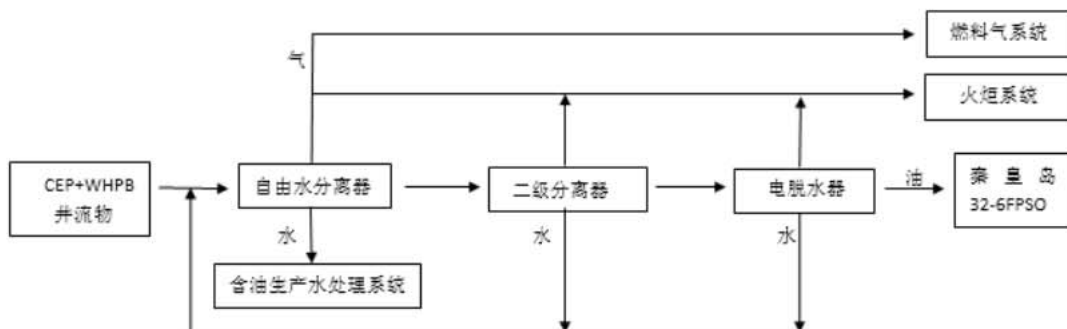 燃料气系统
气
火炬系统
CEP+WHPB
井流物
自由水分离器
二级分离器
电脱水器
油
秦皇岛
32-6FPSO
水
水
水
含油生产水处理系统